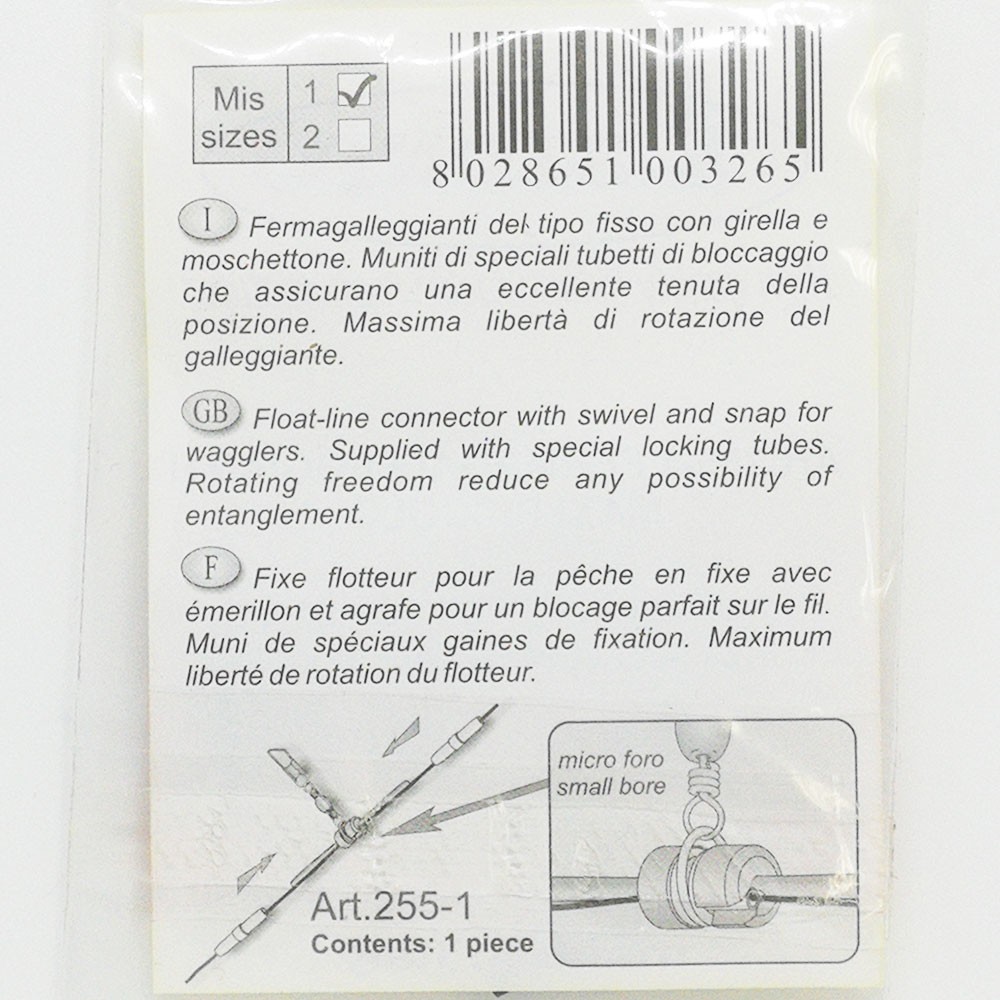 Mis sizes
1 ✓
2
8 028651 003265
I Fermagalleggianti del tipo fisso con girella e
moschettone. Muniti di speciali tubetti di bloccaggio
che assicurano una eccellente tenuta della
posizione. Massima libertà di rotazione del
galleggiante.
GB Float-line connector with swivel and snap for
wagglers. Supplied with special locking tubes.
Rotating freedom reduce any possibility of
entanglement.
F Fixe flotteur pour la pêche en fixe avec
émerillon et agrafe pour un blocage parfait sur le fil.
Muni de spéciaux gaines de fixation. Maximum
liberté de rotation du flotteur.
micro foro
small bore
Art.255-1
Contents: 1 piece